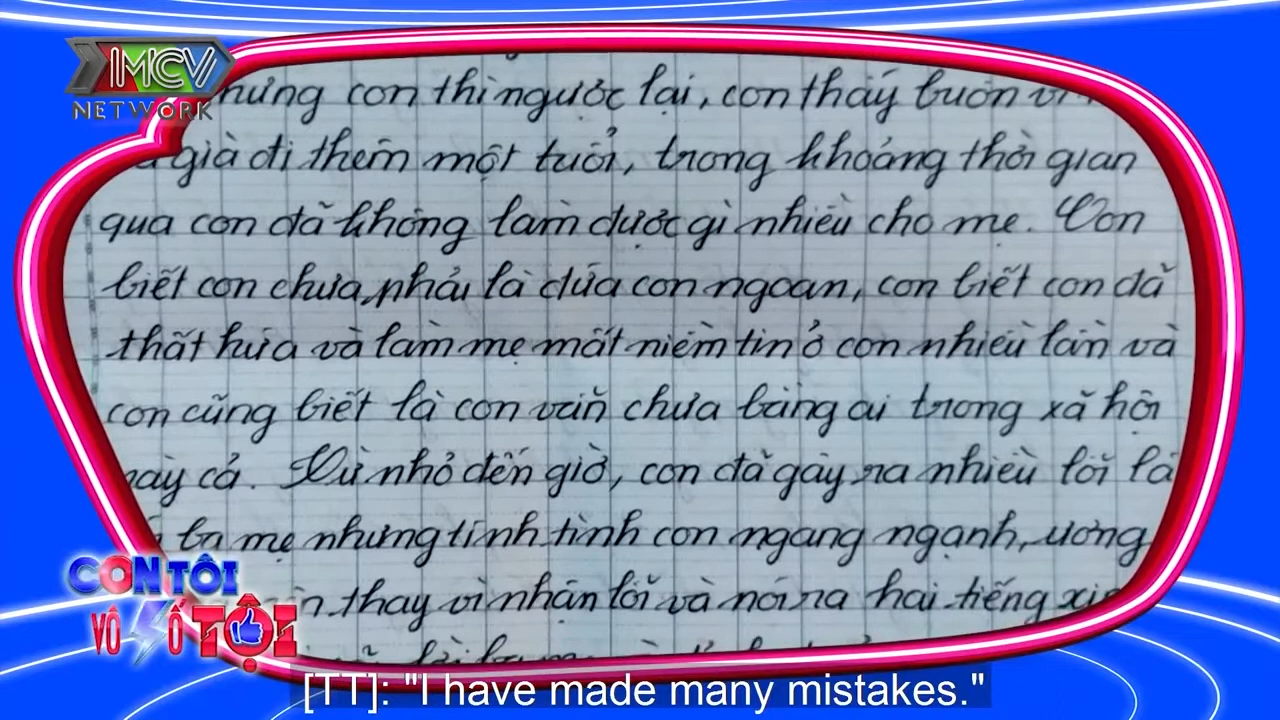 MCV
NETWORK
nhưng con thì ngược lại, con thấy buồn vì
già đi thêm một tuổi, trong khoảng thời gian
qua con đã không làm được gì nhiều cho mẹ. Con
biết con chưa phải là đứa con ngoan, con biết con đã
thất hứa và làm mẹ mất niềm tin ở con nhiều lần và
con cũng biết là con vẫn chưa bằng ai trong xã hội
này cả. Từ nhỏ đến giờ, con đã gây ra nhiều lỗi
ba mẹ nhưng tính tình con ngang ngạnh, ương
thay vì nhận lỗi và nói ra hai tiếng xin
CON TÔI
VÔ SỐ TỘI
[TT]: "I have made many mistakes."